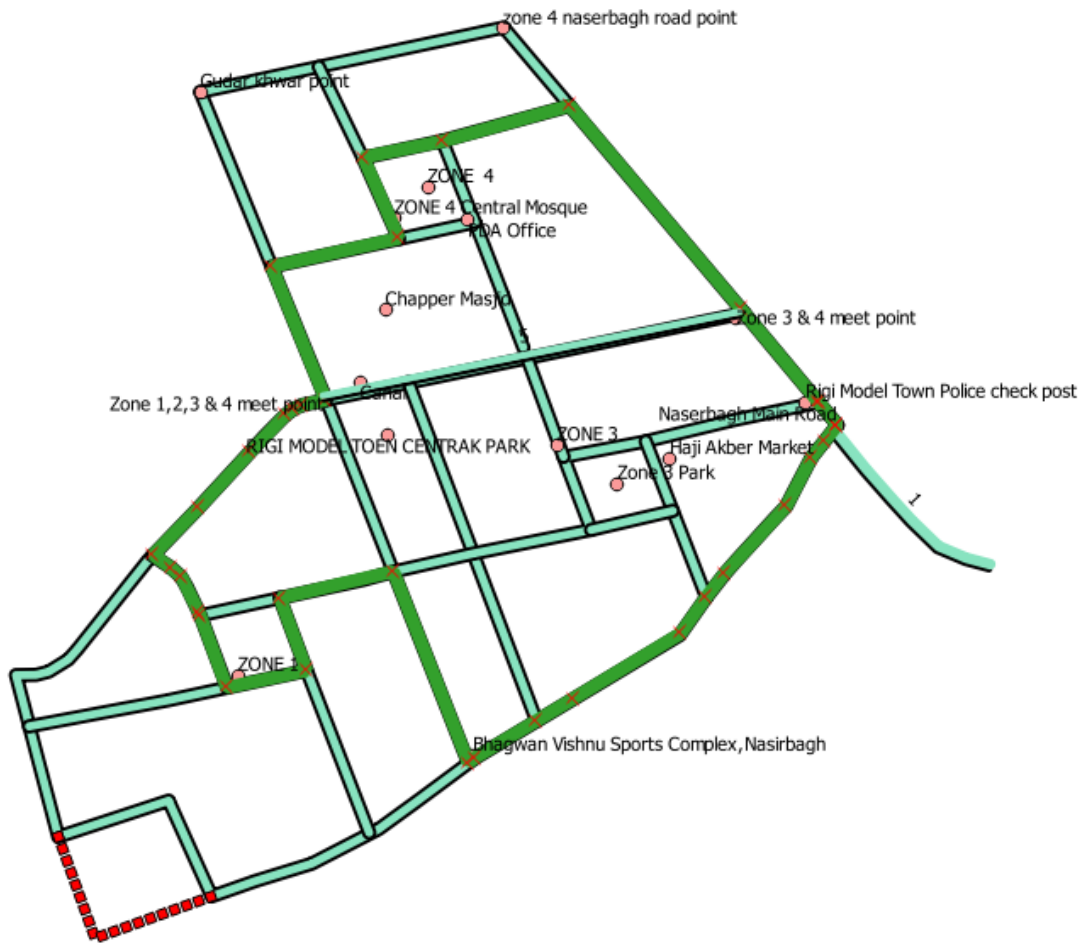 zone 4 naserbagh road point
Gudar khwar point
ZONE 4
ZONE 4 Central Mosque
PDA Office
Chapper Masjid
Zone 3 & 4 meet point
5
Canal
Rigi Model Town Police check post
Zone 1,2,3 & 4 meet point
Naserbagh Main Road
ZONE 3
RIGI MODEL TOEN CENTRAK PARK
Haji Akber Market
Zone 3 Park
1
ZONE 1
Bhagwan Vishnu Sports Complex,Nasirbagh